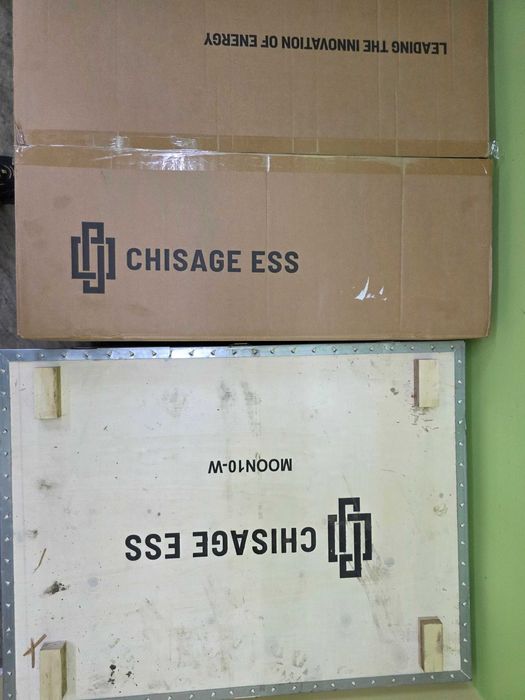 LEADING THE INNOVATION OF ENERGY
CHISAGE ESS
MOON10-W
CHISAGE ESS